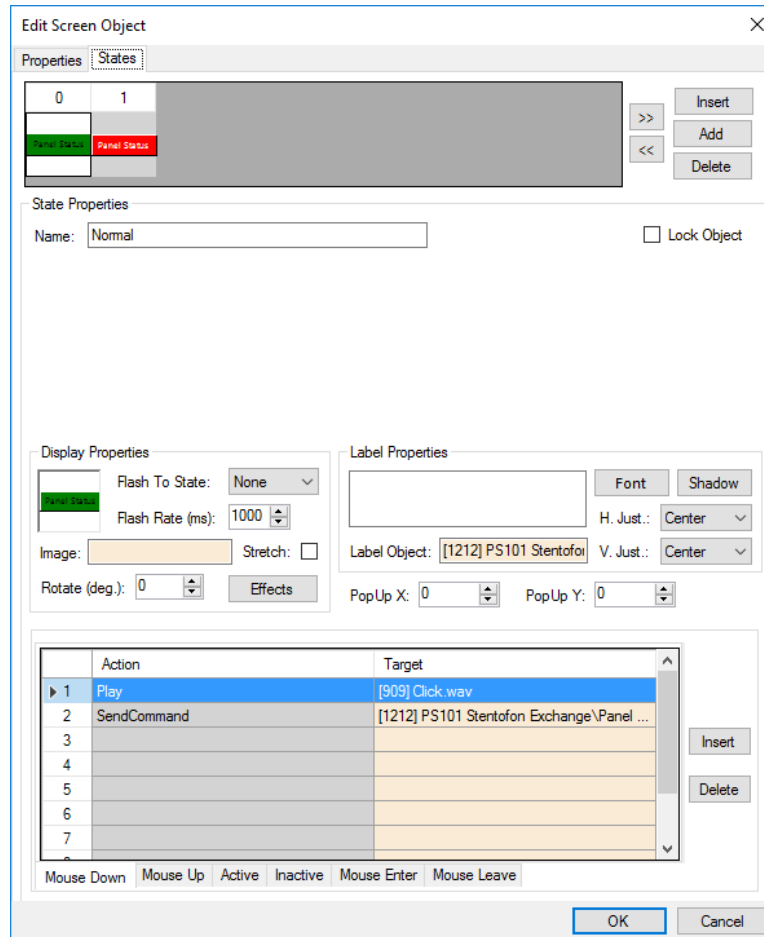 Edit Screen Object
Properties States
0 1
Panel Status Panel Status
>>
<<
Insert
Add
Delete
State Properties
Name: Normal
Lock Object
Display Properties
Panel Status
Flash To State: None
Flash Rate (ms): 1000
Image: Stretch:
Rotate (deg.): 0 Effects
Label Properties
Font Shadow
H. Just.: Center
Label Object: [1212] PS101 Stentofon V. Just.: Center
PopUp X: 0 PopUp Y: 0
Action Target
1 Play [909] Click.wav
2 SendCommand [1212] PS101 Stentofon Exchange\Panel ...
3
4
5
6
7
Insert
Delete
Mouse Down Mouse Up Active Inactive Mouse Enter Mouse Leave
OK Cancel